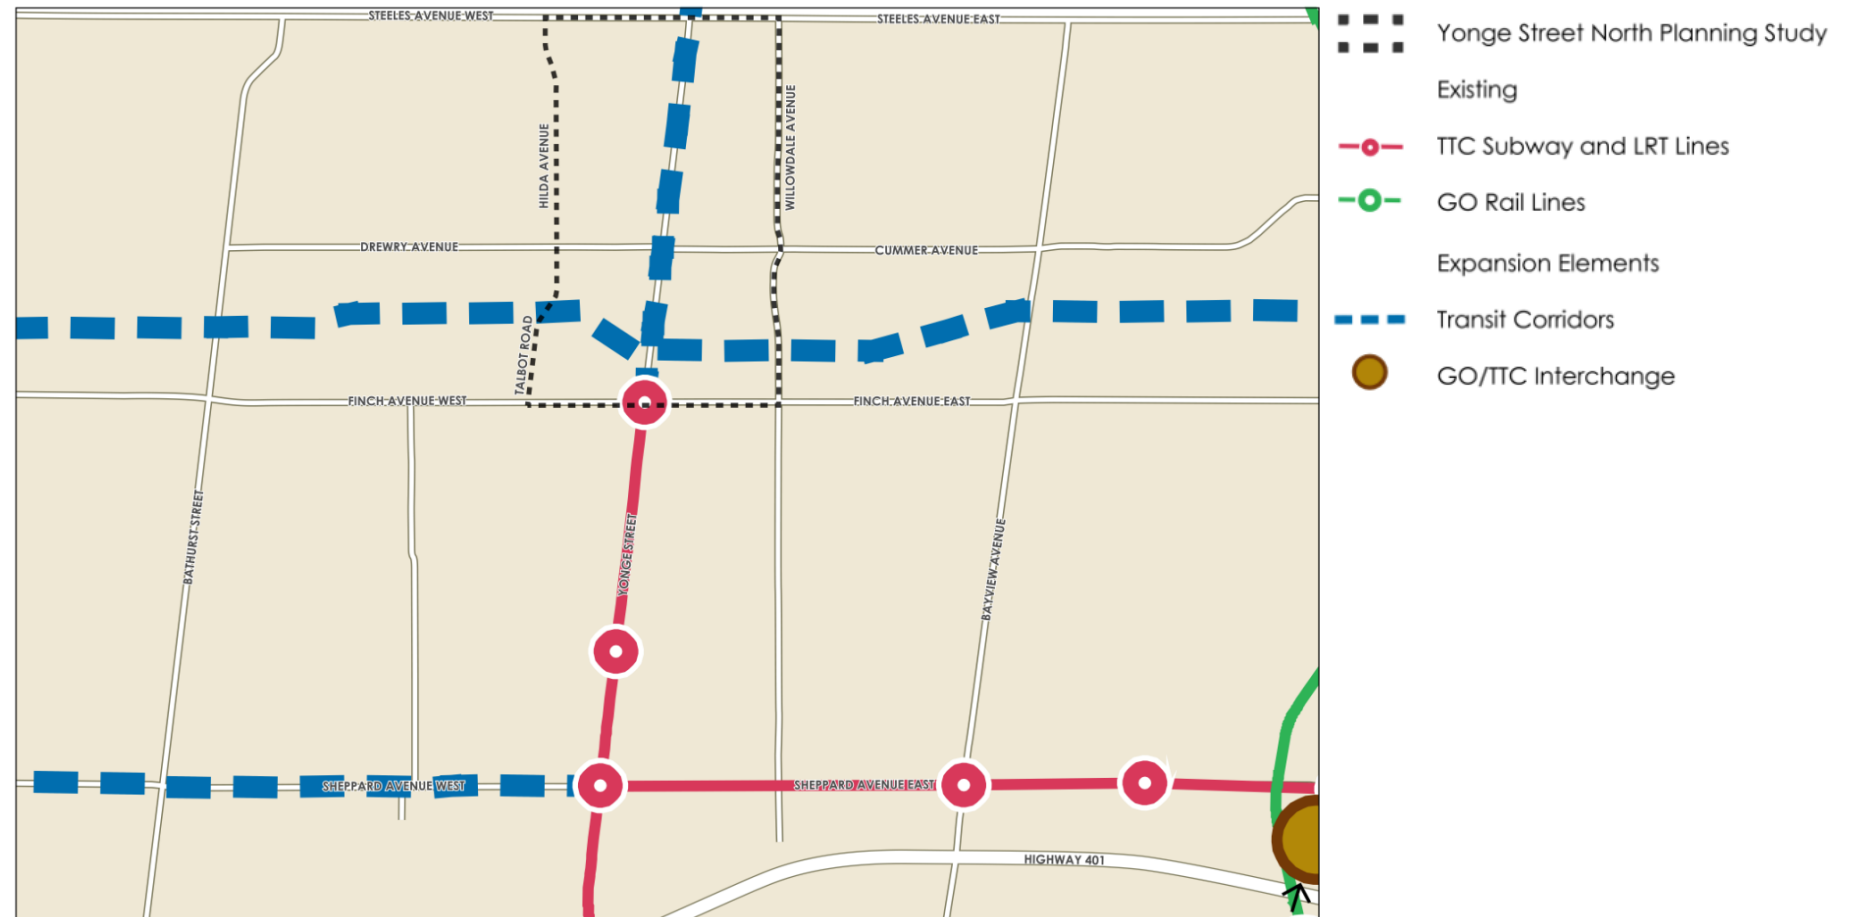 STEELES AVENUE WEST
STEELES AVENUE EAST
HILDA AVENUE
WILLOWDALE AVENUE
DREWRY AVENUE
CUMMER AVENUE
TALBOT ROAD
FINCH AVENUE WEST
FINCH AVENUE EAST
BATHURST STREET
YONGE STREET
BAYVIEW AVENUE
SHEPPARD AVENUE WEST
SHEPPARD AVENUE EAST
HIGHWAY 401
Yonge Street North Planning Study
Existing
TTC Subway and LRT Lines
GO Rail Lines
Expansion Elements
Transit Corridors
GO/TTC Interchange